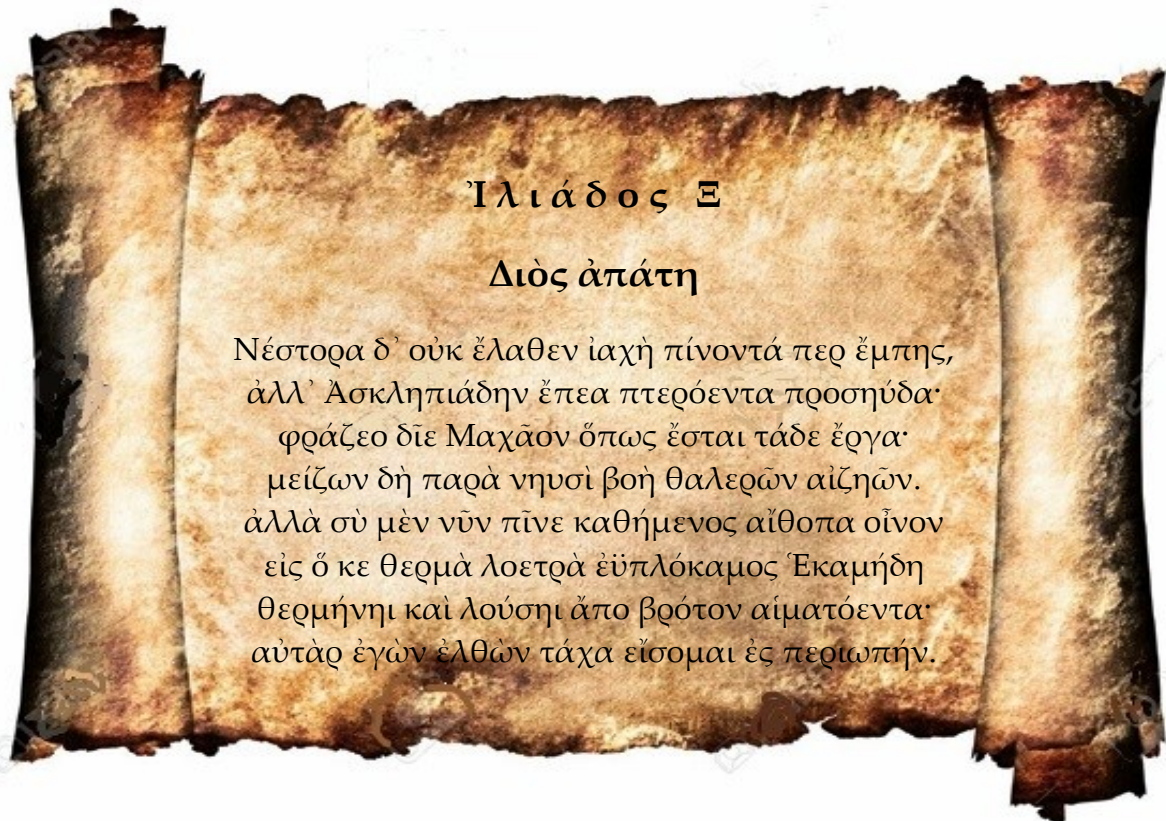 Ἰλιάδος Ξ
Διὸς ἀπάτη
Νέστορα δ᾽ οὐκ ἔλαθεν ἰαχὴ πίνοντά περ ἔμπης,
ἀλλ᾽ Ἀσκληπιάδην ἔπεα πτερόεντα προσηύδα·
φράζεο δῖε Μαχᾶον ὅπως ἔσται τάδε ἔργα·
μείζων δὴ παρὰ νηυσὶ βοὴ θαλερῶν αἰζηῶν.
ἀλλὰ σὺ μὲν νῦν πῖνε καθήμενος αἴθοπα οἶνον
εἰς ὅ κε θερμὰ λοετρὰ ἐϋπλόκαμος Ἑκαμήδη
θερμήνηι καὶ λούσηι ἄπο βρότον αἱματόεντα·
αὐτὰρ ἐγὼν ἐλθὼν τάχα εἴσομαι ἐς περιωπήν.